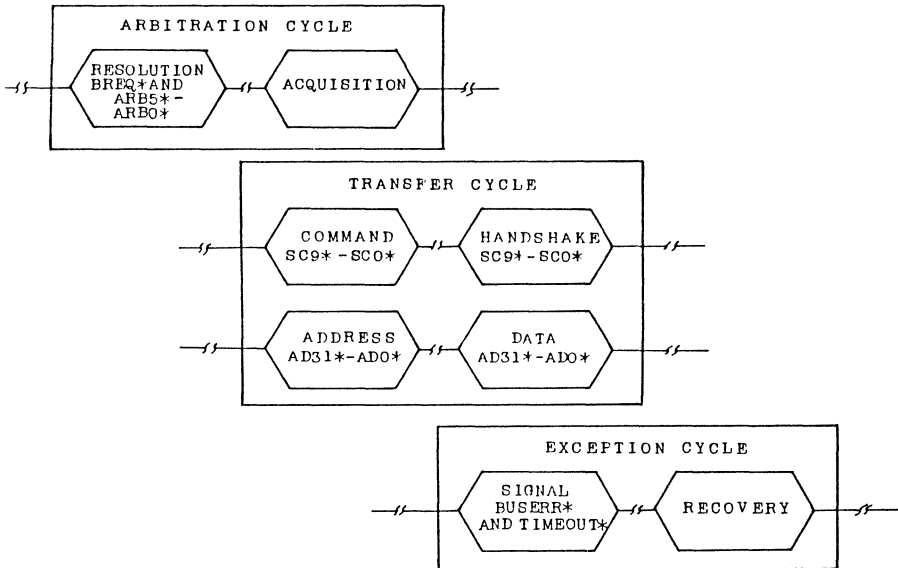 ARBITRATION CYCLE
RESOLUTION
BREQ*AND
ARB5*-
ARB0*
ACQUISITION
TRANSFER CYCLE
COMMAND
SC9*-SC0*
HANDSHAKE
SC9*-SC0*
ADDRESS
AD31*-AD0*
DATA
AD31*-AD0*
EXCEPTION CYCLE
SIGNAL
BUSERR*
AND TIMEOUT*
RECOVERY